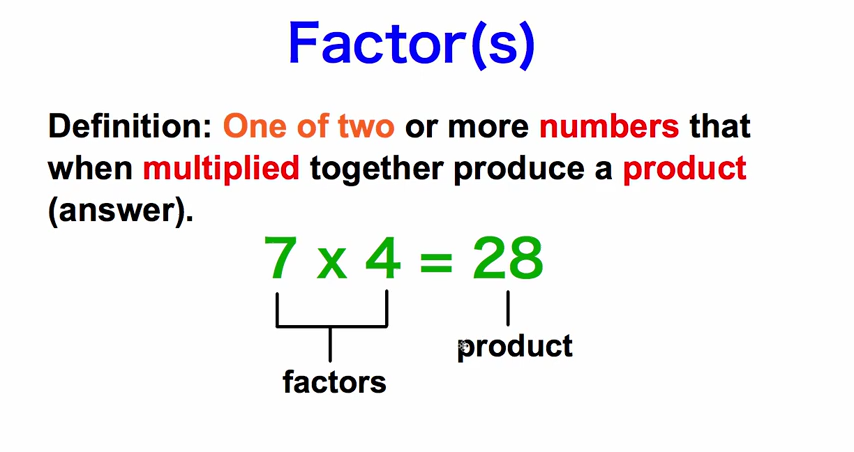 Factor(s)
Definition: One of two or more numbers that
when multiplied together produce a product
(answer).
7 x 4 = 28
product
factors